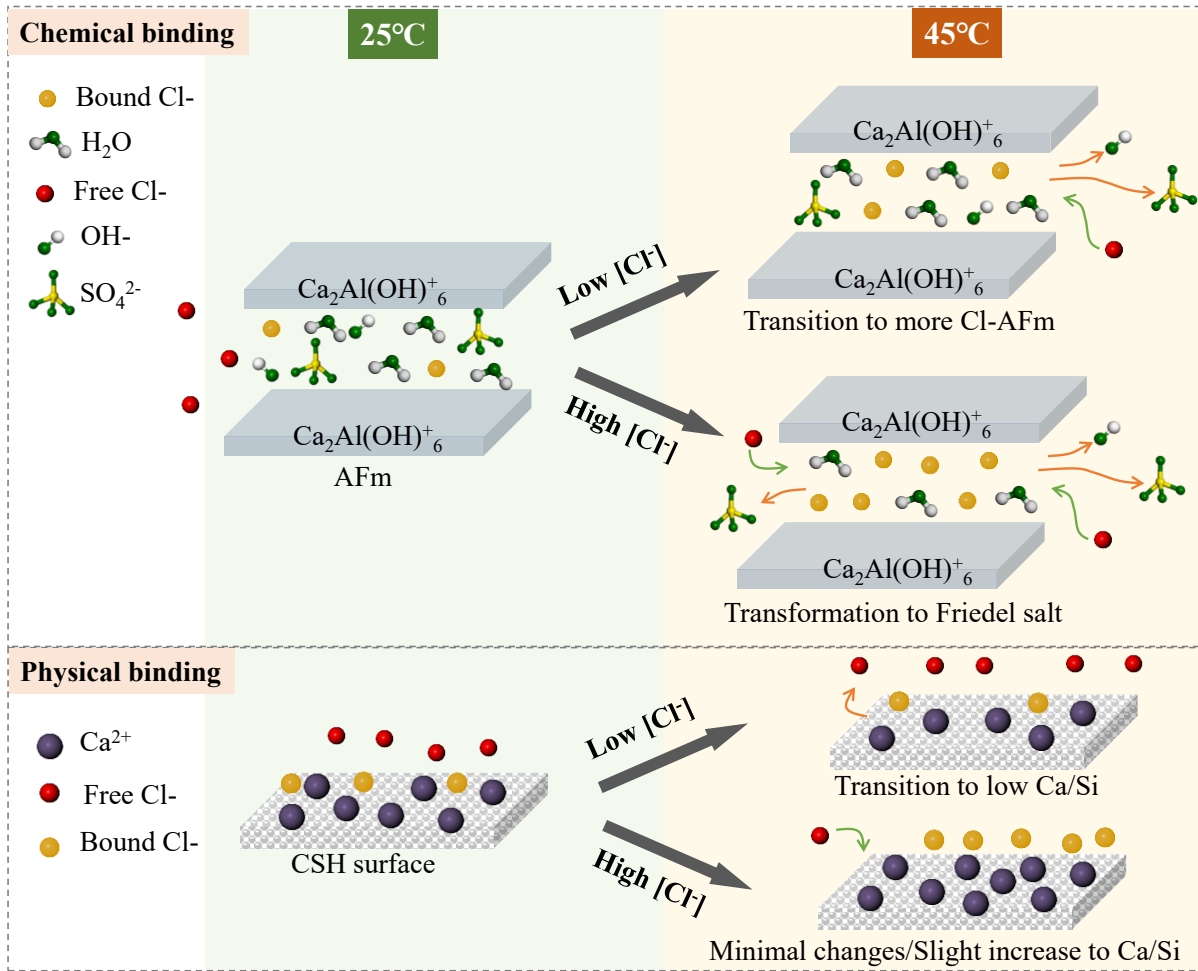 Chemical binding
25℃
45℃
Bound Cl-
H₂O
Free Cl-
OH-
SO₄²⁻
Ca₂Al(OH)⁺₆
Ca₂Al(OH)⁺₆
AFm
Low [Cl⁻]
High [Cl⁻]
Ca₂Al(OH)⁺₆
Ca₂Al(OH)⁺₆
Transition to more Cl-AFm
Ca₂Al(OH)⁺₆
Ca₂Al(OH)⁺₆
Transformation to Friedel salt
Physical binding
Ca²⁺
Free Cl-
Bound Cl-
CSH surface
Low [Cl⁻]
High [Cl⁻]
Transition to low Ca/Si
Minimal changes/Slight increase to Ca/Si